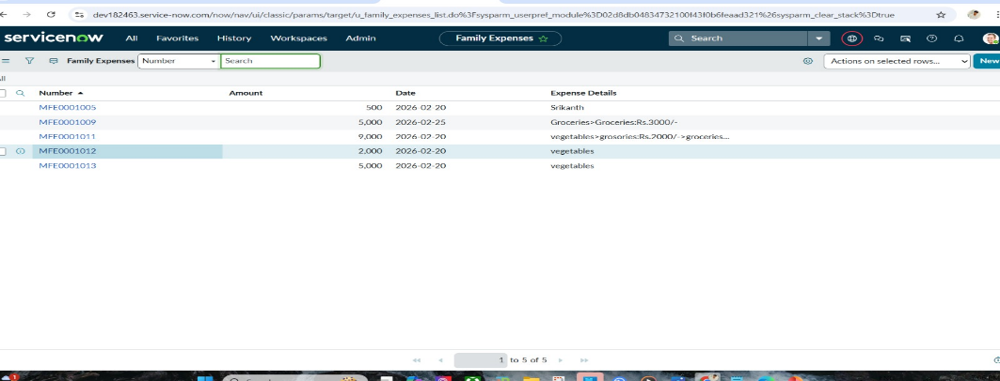 dev182463.service-now.com/now/nav/ui/classic/params/target/u_family_expenses_list.do%3Fsysparm_userpref_module%3D02d8db04834732100f43f0b6feaad321%26sysparm_clear_stack%3Dtrue
servicenow All Favorites History Workspaces Admin Family Expenses Search
Family Expenses Number Search Actions on selected rows... New
Number Amount Date Expense Details
MFE0001005 500 2026-02-20 Srikanth
MFE0001009 5,000 2026-02-25 Groceries>Groceries:Rs.3000/-
MFE0001011 9,000 2026-02-20 vegetables>grosories:Rs.2000/->groceries...
MFE0001012 2,000 2026-02-20 vegetables
MFE0001013 5,000 2026-02-20 vegetables
1 to 5 of 5